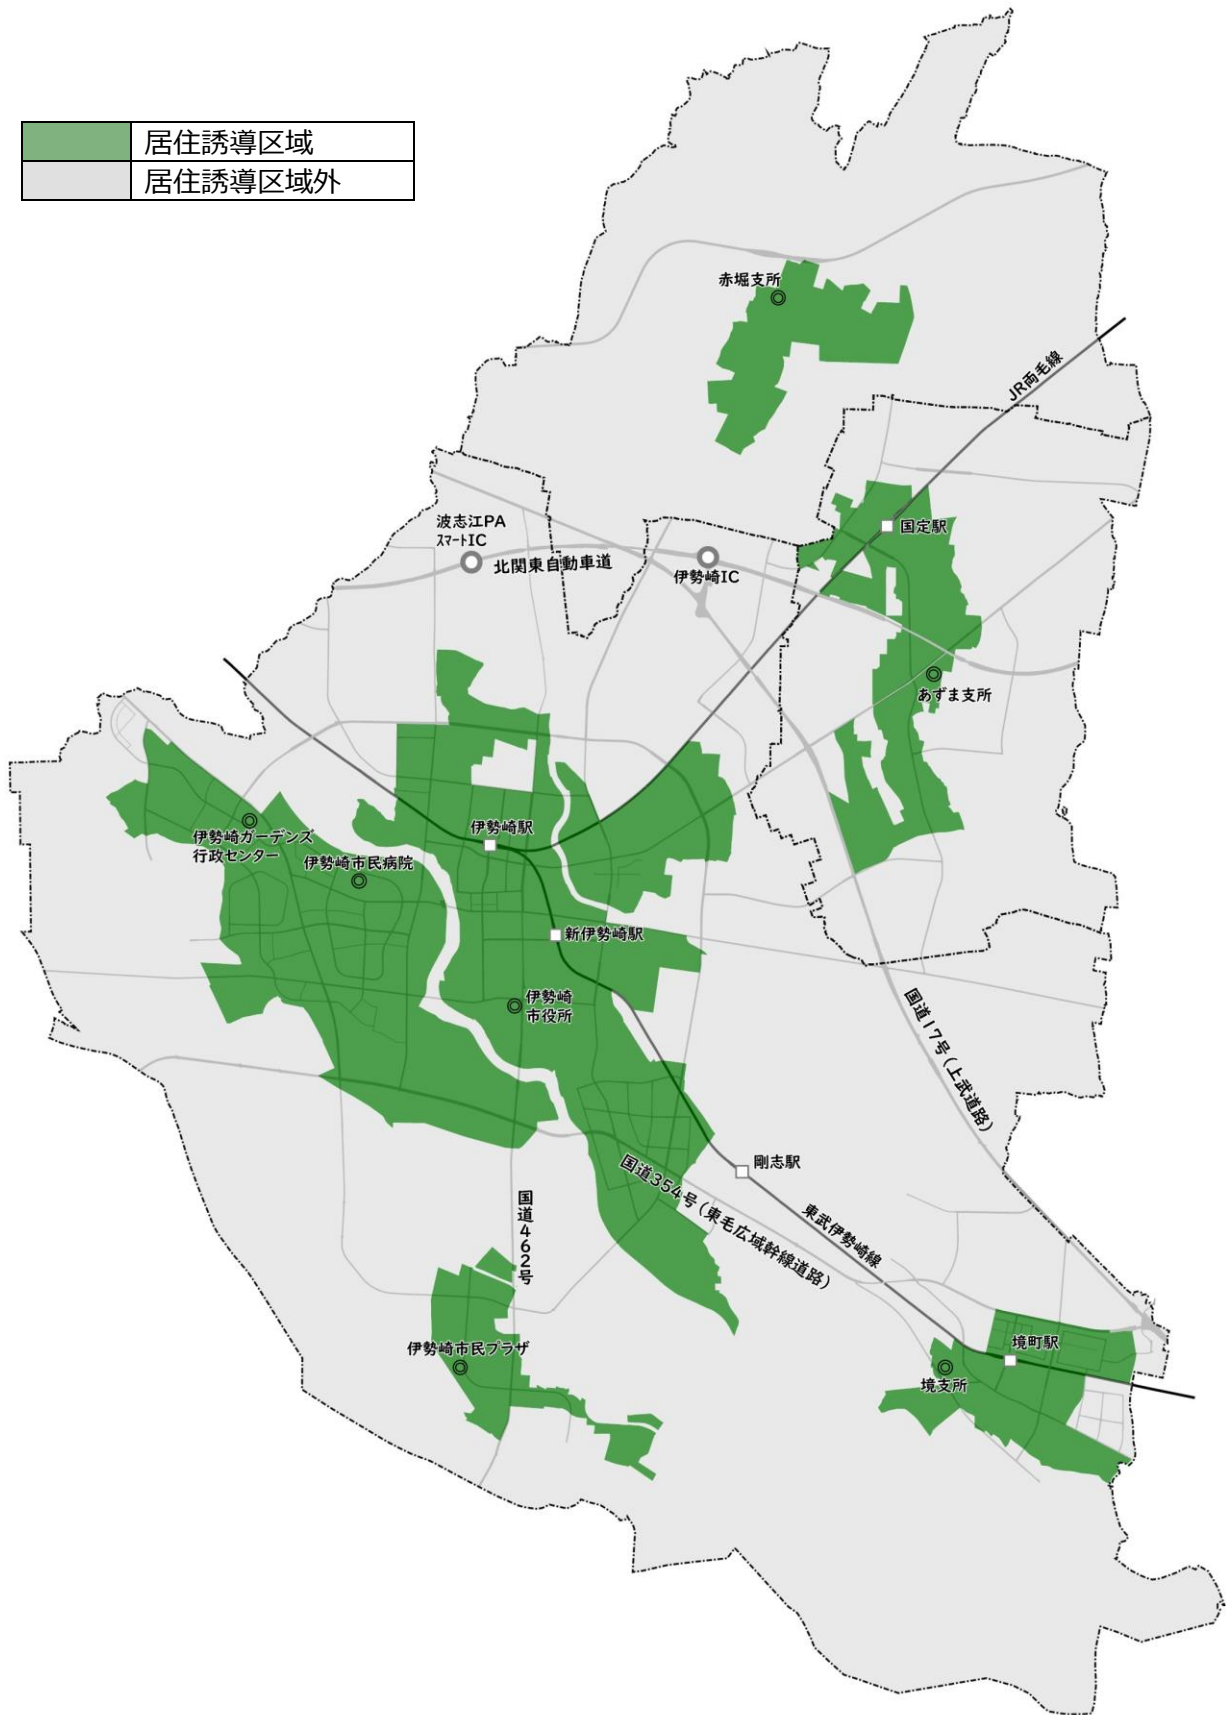 居住誘導区域
居住誘導区域外
赤堀支所
JR両毛線
波志江PA
スマートIC
北関東自動車道
伊勢崎IC
国定駅
あずま支所
伊勢崎ガーデンズ
行政センター
伊勢崎駅
伊勢崎市民病院
新伊勢崎駅
伊勢崎
市役所
国道17号(上武道路)
剛志駅
国道354号(東毛広域幹線道路)
東武伊勢崎線
国道462号
伊勢崎市民プラザ
境町駅
境支所